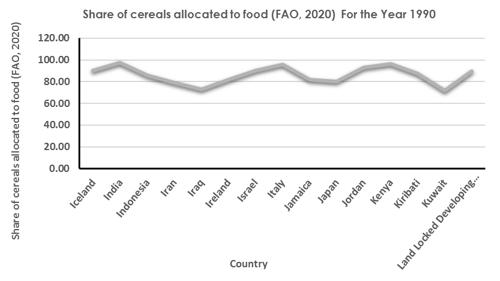 Share of cereals allocated to food (FAO, 2020)  For the Year 1990
Share of cereals allocated to food (FAO, 2020)
120.00
100.00
80.00
60.00
40.00
20.00
0.00
Iceland
India
Indonesia
Iran
Iraq
Ireland
Israel
Italy
Jamaica
Japan
Jordan
Kenya
Kiribati
Kuwait
Land Locked Developing...
Country